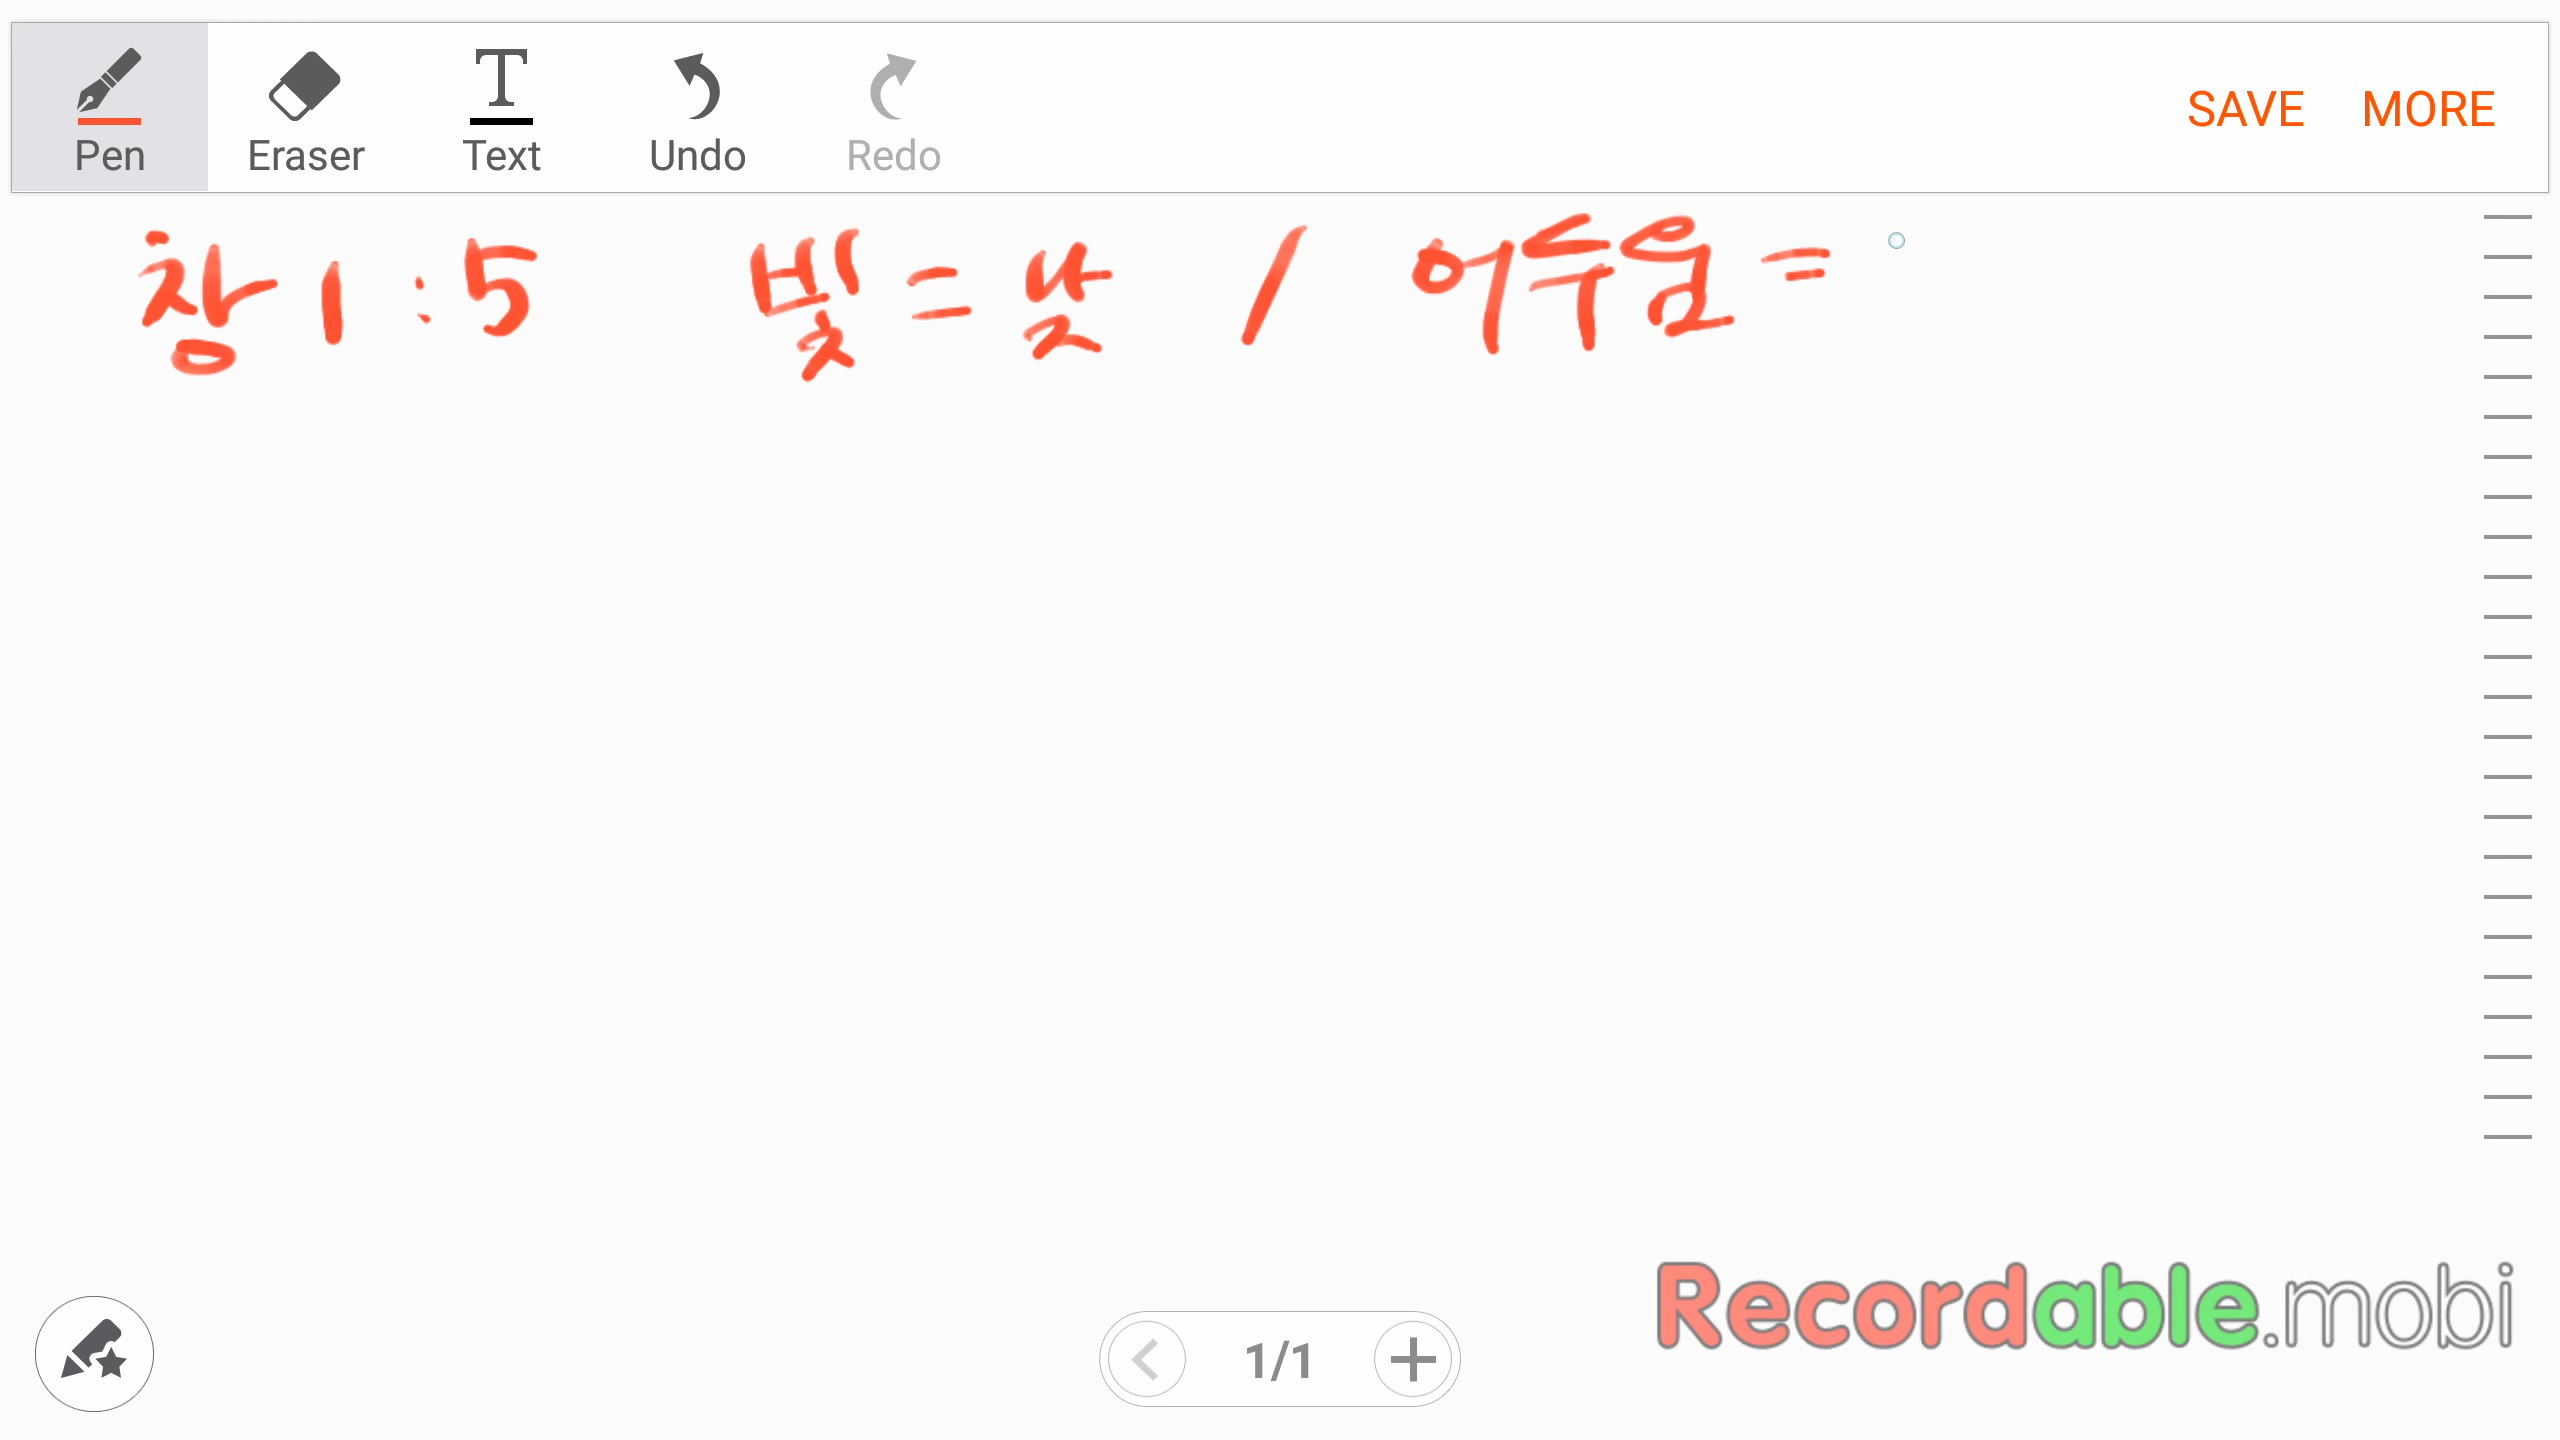 Pen Eraser Text Undo Redo SAVE MORE
창 1 : 5 빛 = 낮 / 어두움 =
1/1
Recordable.mobi